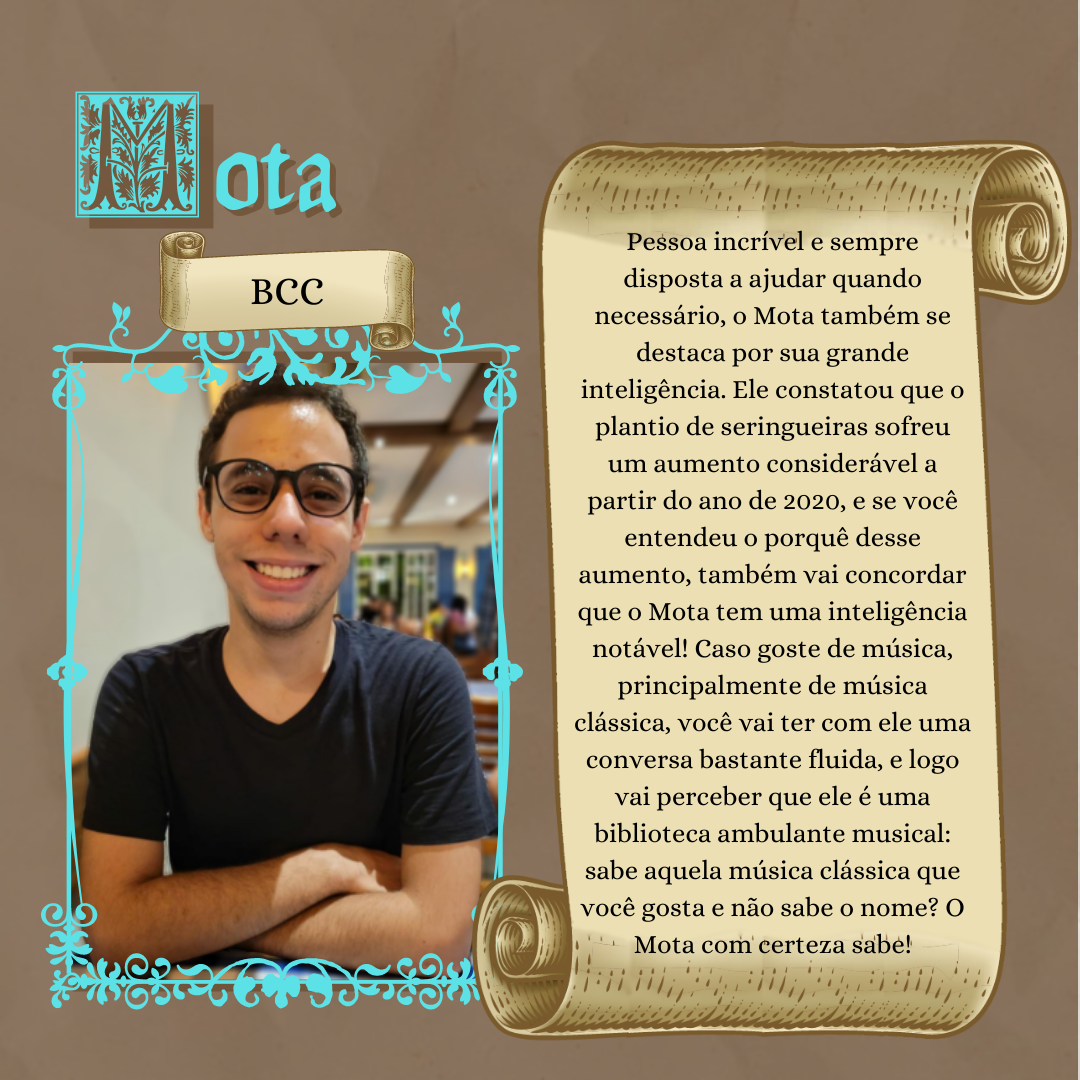 Mota
BCC
Pessoa incrível e sempre
disposta a ajudar quando
necessário, o Mota também se
destaca por sua grande
inteligência. Ele constatou que o
plantio de seringueiras sofreu
um aumento considerável a
partir do ano de 2020, e se você
entendeu o porquê desse
aumento, também vai concordar
que o Mota tem uma inteligência
notável! Caso goste de música,
principalmente de música
clássica, você vai ter com ele uma
conversa bastante fluida, e logo
vai perceber que ele é uma
biblioteca ambulante musical:
sabe aquela música clássica que
você gosta e não sabe o nome? O
Mota com certeza sabe!